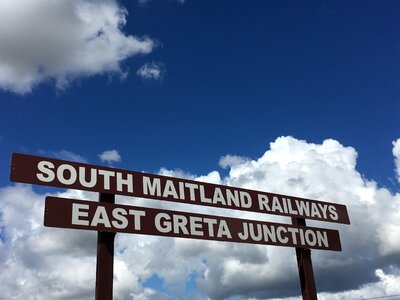 SOUTH MAITLAND RAILWAYS
EAST GRETA JUNCTION